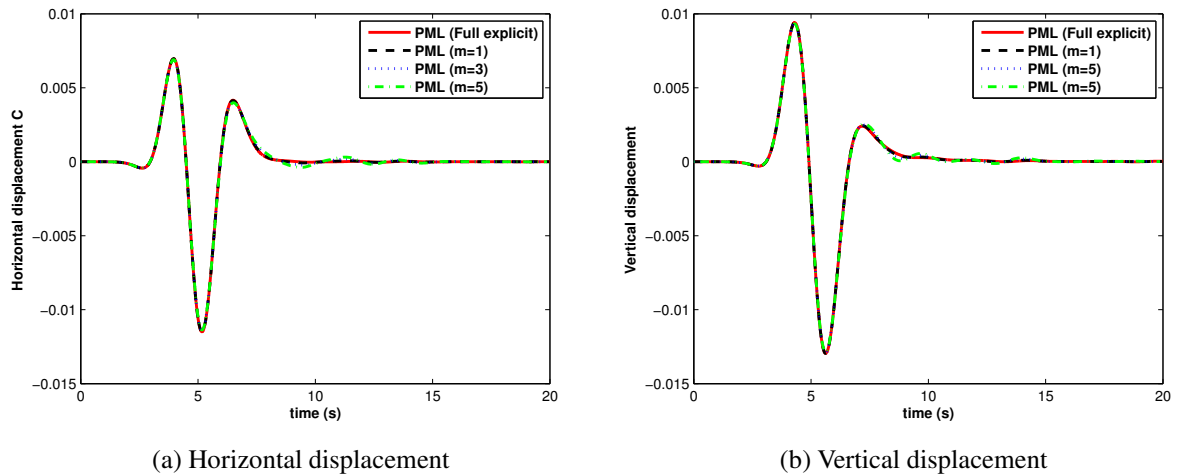 0.01
0.005
0
−0.005
−0.01
−0.015
Horizontal displacement C
0
5
10
15
20
time (s)
PML (Full explicit)
PML (m=1)
PML (m=3)
PML (m=5)
(a) Horizontal displacement
0.01
0.005
0
−0.005
−0.01
−0.015
Vertical displacement
0
5
10
15
20
time (s)
PML (Full explicit)
PML (m=1)
PML (m=5)
PML (m=5)
(b) Vertical displacement